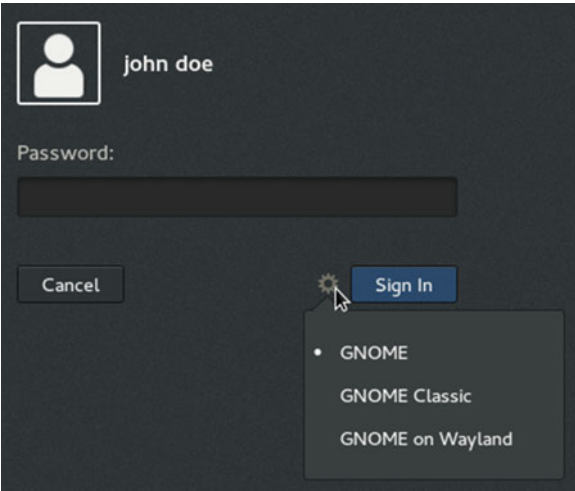 john doe
Password:
Cancel
Sign In
GNOME
GNOME Classic
GNOME on Wayland